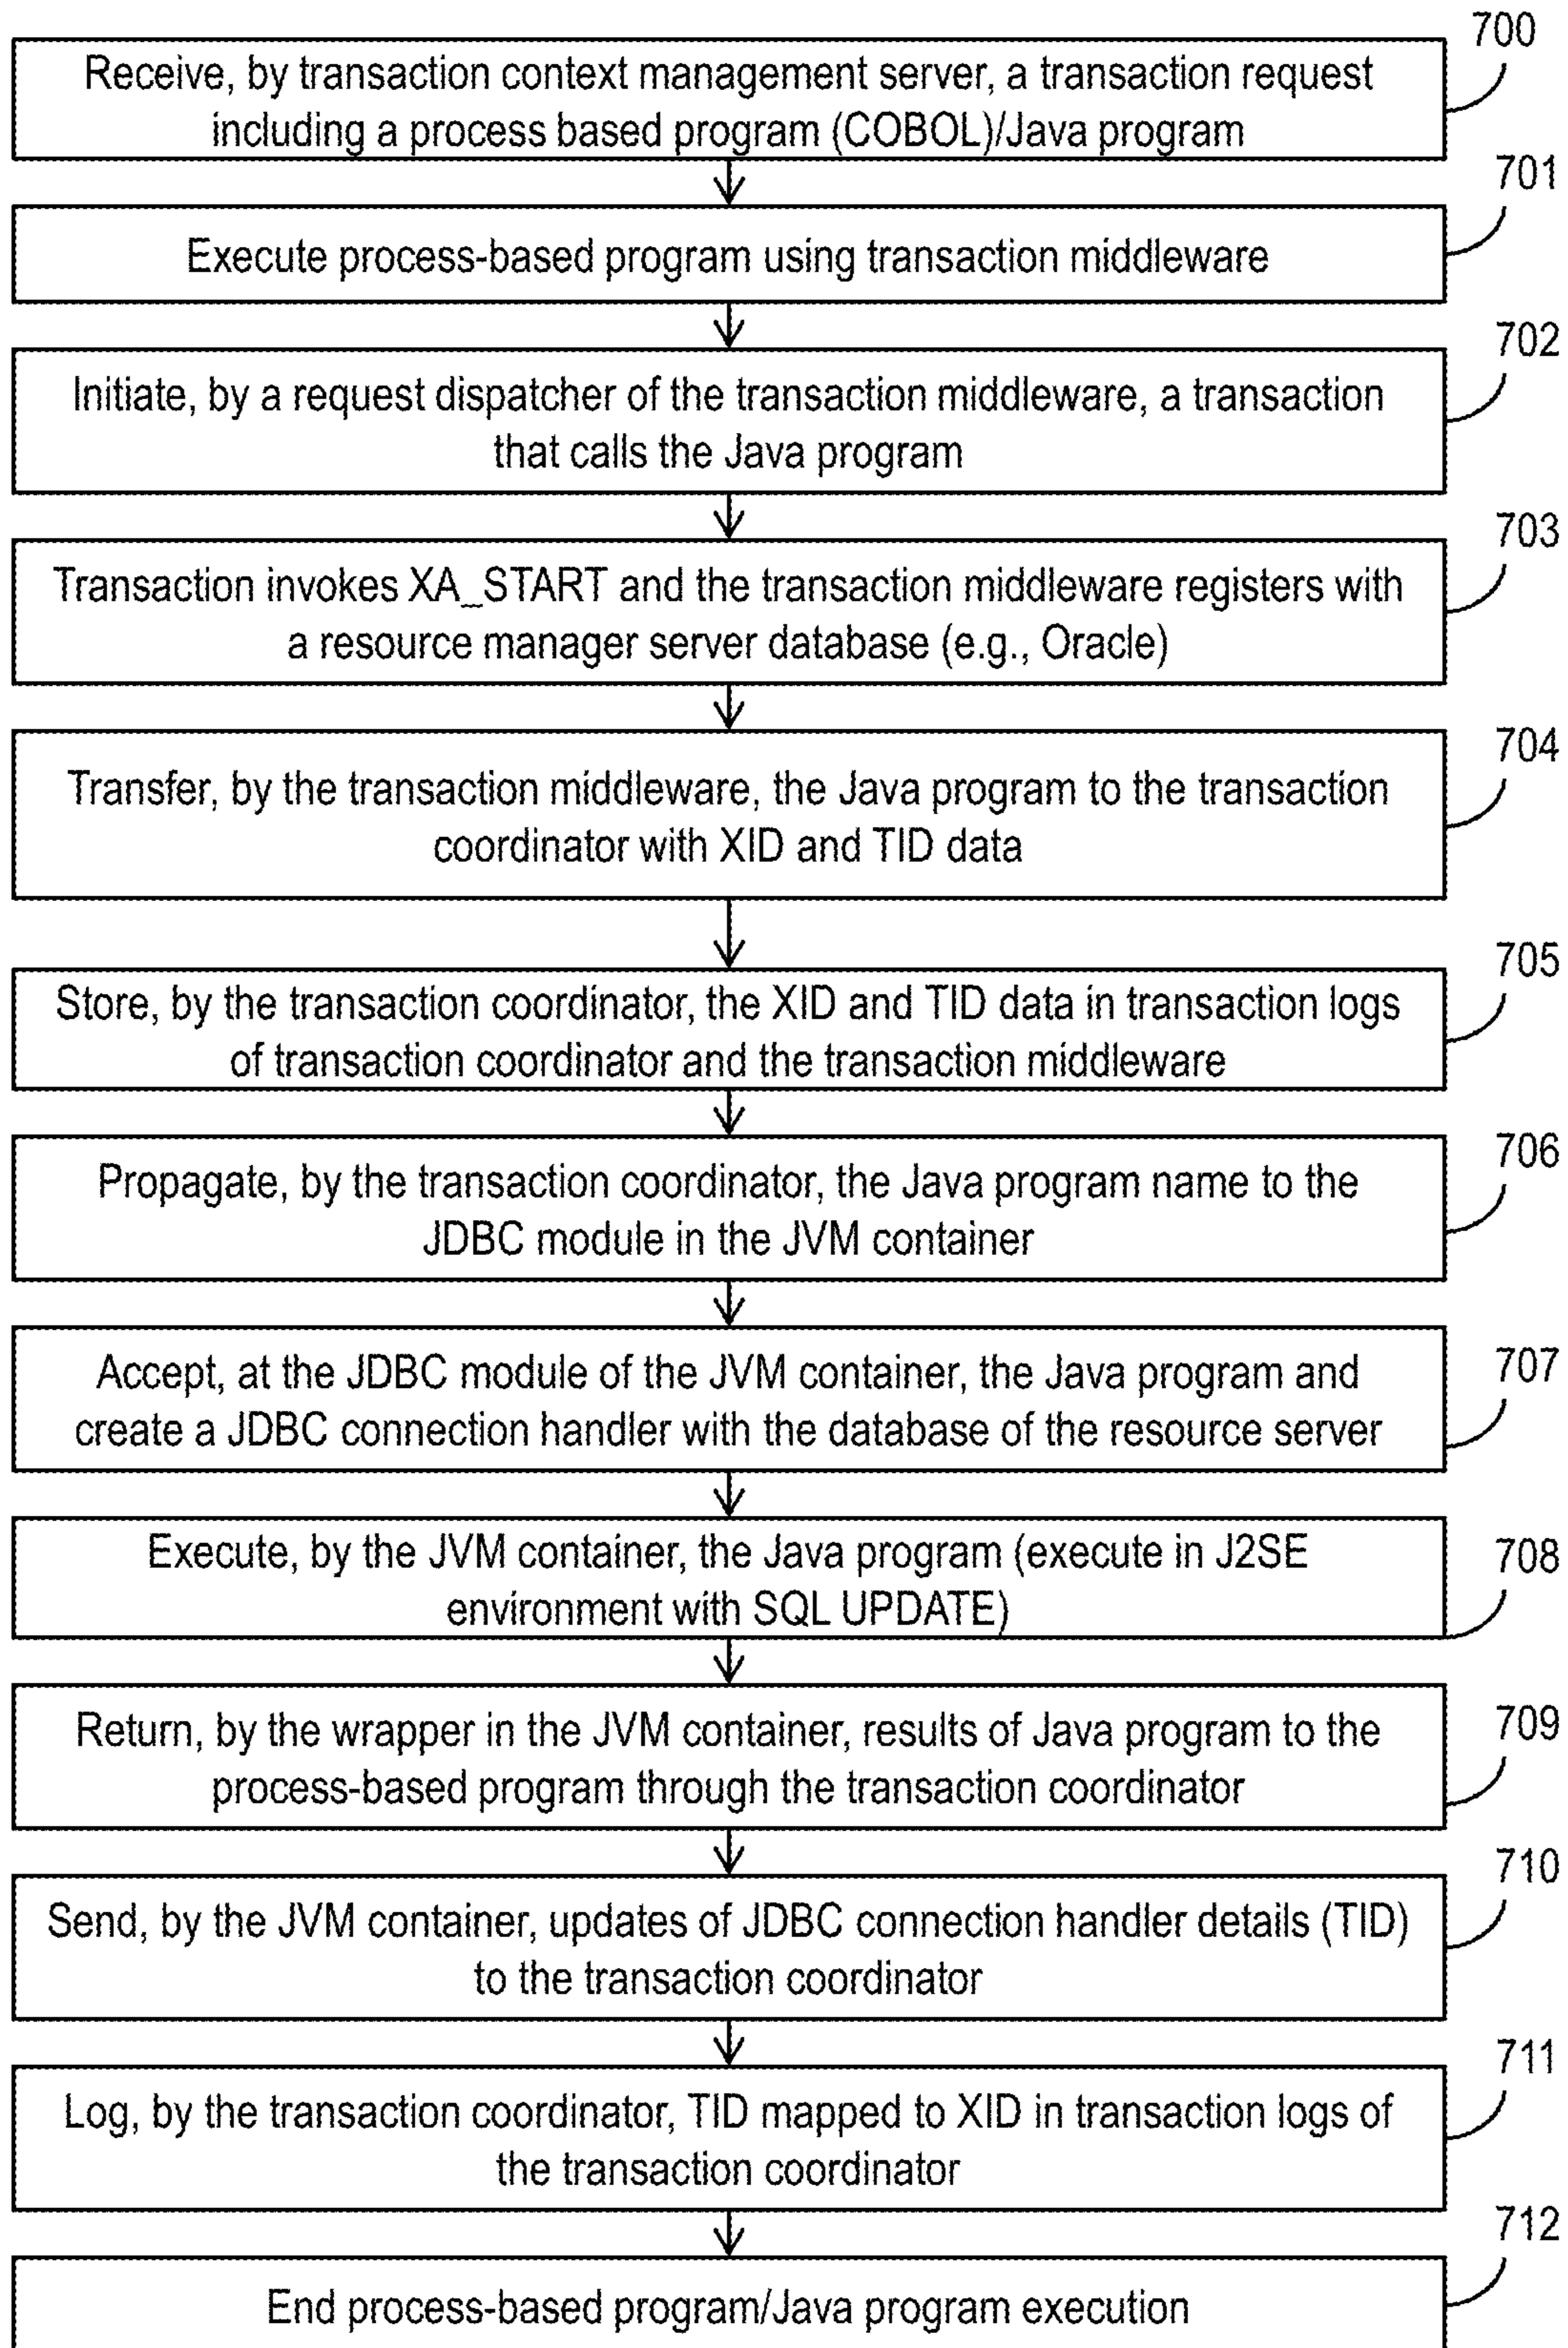 700
Receive, by transaction context management server, a transaction request
including a process based program (COBOL)/Java program
701
Execute process-based program using transaction middleware
702
Initiate, by a request dispatcher of the transaction middleware, a transaction
that calls the Java program
703
Transaction invokes XA_START and the transaction middleware registers with
a resource manager server database (e.g., Oracle)
704
Transfer, by the transaction middleware, the Java program to the transaction
coordinator with XID and TID data
705
Store, by the transaction coordinator, the XID and TID data in transaction logs
of transaction coordinator and the transaction middleware
706
Propagate, by the transaction coordinator, the Java program name to the
JDBC module in the JVM container
707
Accept, at the JDBC module of the JVM container, the Java program and
create a JDBC connection handler with the database of the resource server
708
Execute, by the JVM container, the Java program (execute in J2SE
environment with SQL UPDATE)
709
Return, by the wrapper in the JVM container, results of Java program to the
process-based program through the transaction coordinator
710
Send, by the JVM container, updates of JDBC connection handler details (TID)
to the transaction coordinator
711
Log, by the transaction coordinator, TID mapped to XID in transaction logs of
the transaction coordinator
712
End process-based program/Java program execution